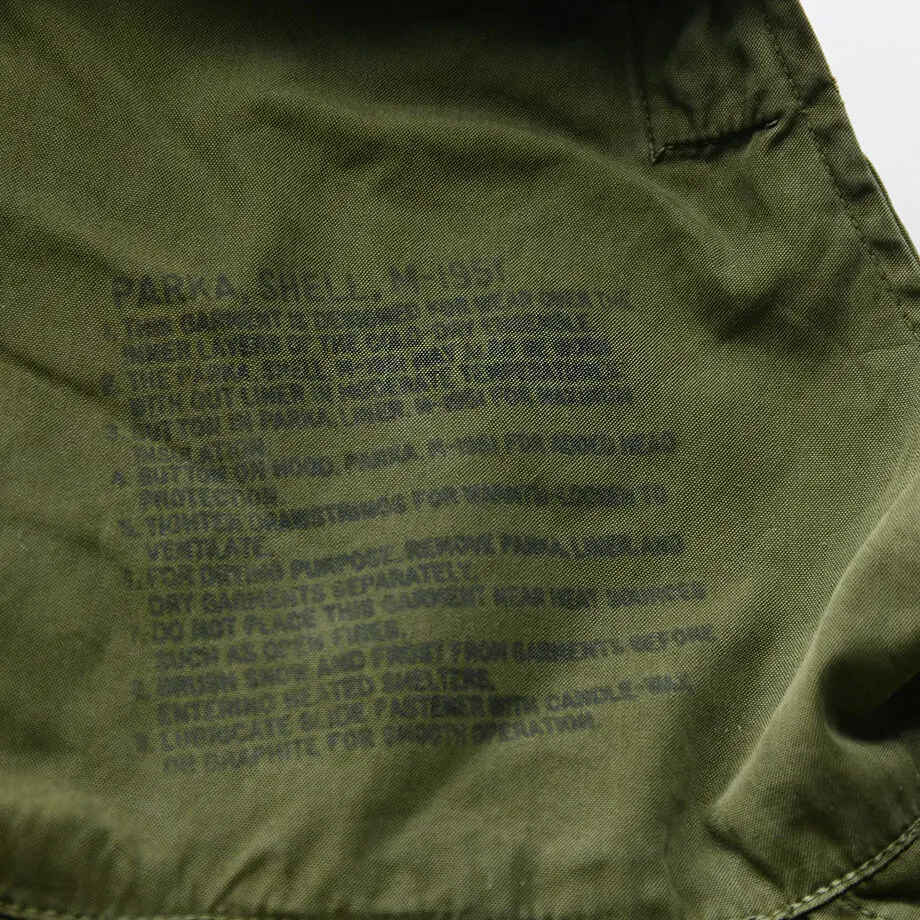 PARKA, SHELL, M-1951
1. THIS GARMENT IS DESIGNED FOR WEAR OVER THE
INNER LAYERS OF THE COLD-DRY ENSEMBLE.
2. THE PARKA, SHELL, M-1951 MAY ALSO BE WORN
WITH OUT LINER IN MODERATE TEMPERATURES.
3. BUTTON IN PARKA, LINER, M-1951 FOR MAXIMUM
INSULATION.
4. BUTTON ON HOOD, PARKA, M-1951 FOR ADDED HEAD
PROTECTION.
5. TIGHTEN DRAWSTRINGS FOR WARMTH-LOOSEN TO
VENTILATE.
FOR DRYING PURPOCE, REMOVE PARKA, LINER, AND
DRY GARMENTS SEPARATELY.
DO NOT PLACE THIS GARMENT NEAR HEAT SOURCES
SUCH AS OPEN FIRES.
BRUSH SNOW AND FROST FROM GARMENTS BEFORE
ENTERING HEATED SHELTERS.
LUBRICATE SLIDE FASTENER WITH CANDLE-WAX,
OR GRAPHITE FOR SMOOTH OPERATION.